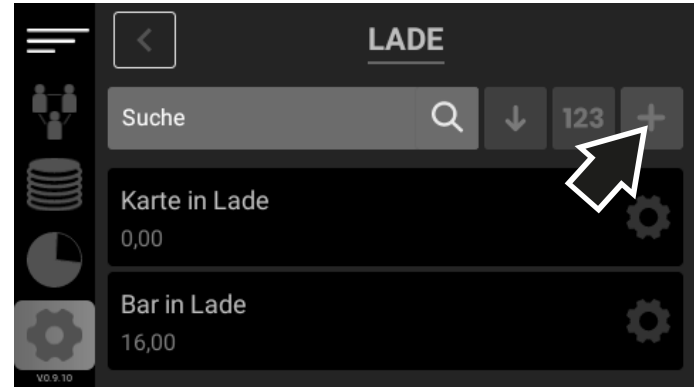 LADE
Suche
123
Karte in Lade
0,00
Bar in Lade
16,00
V0.9.10